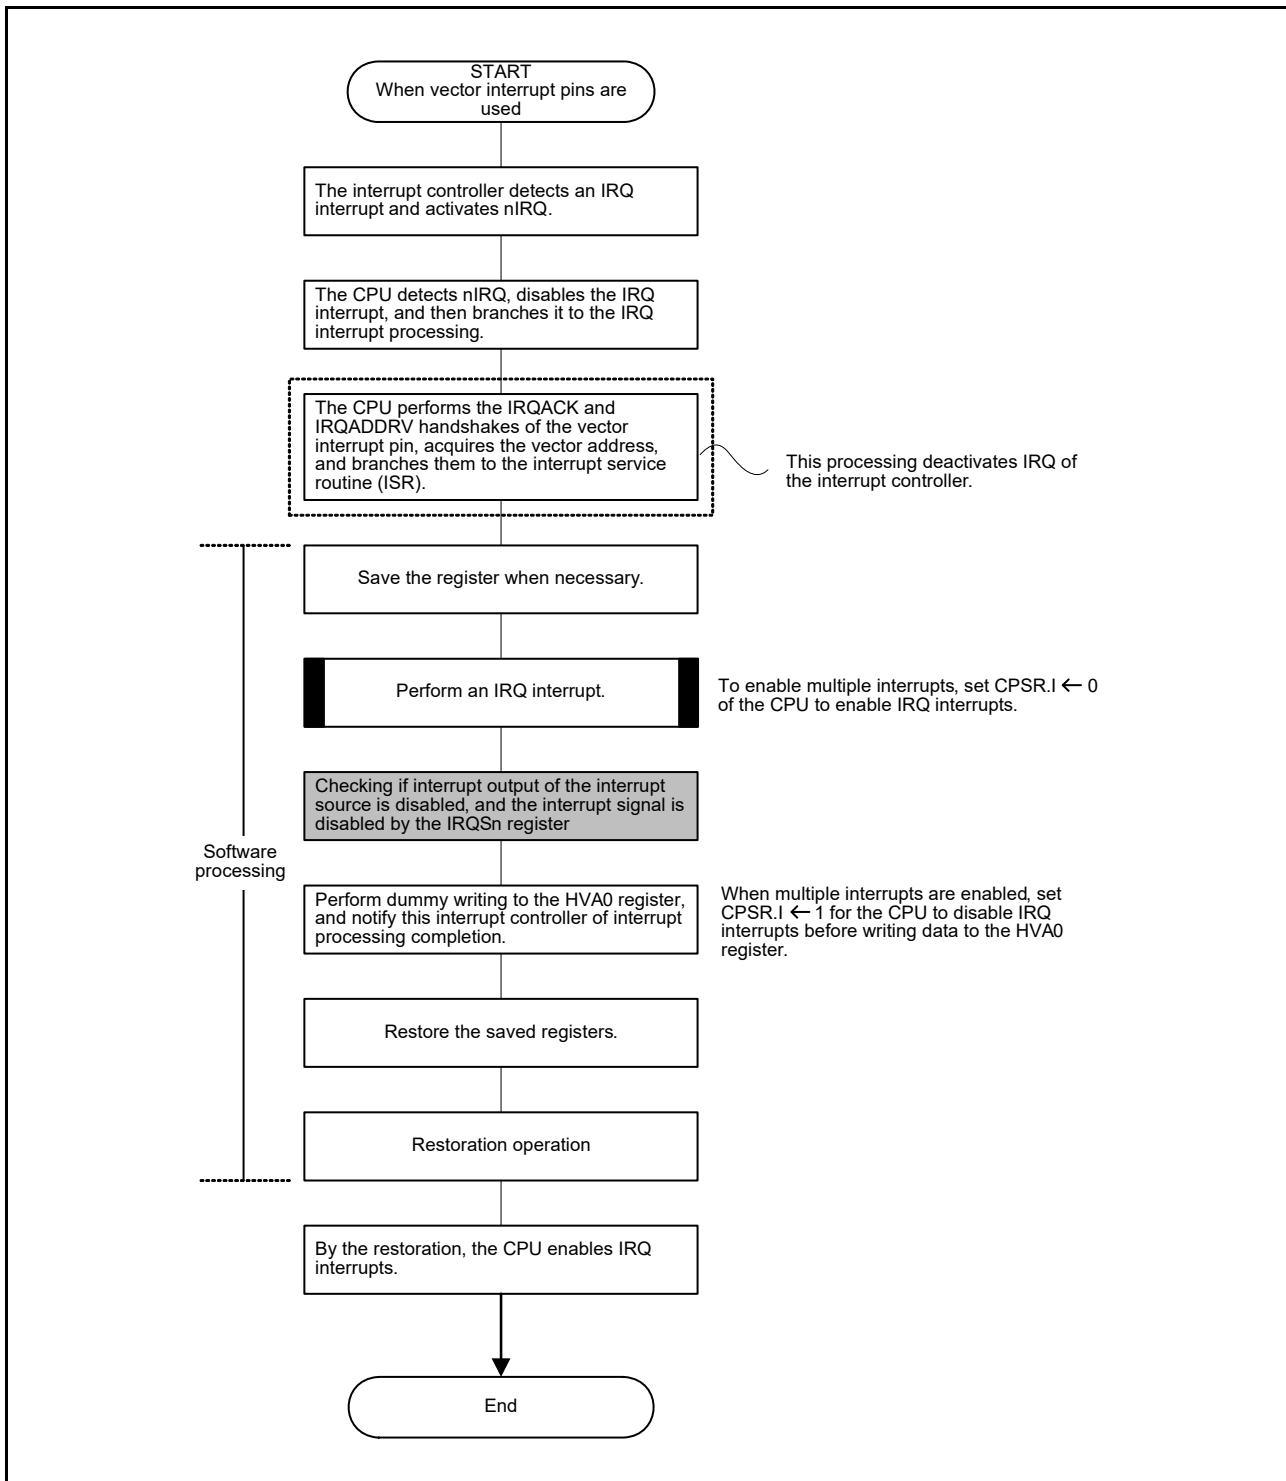 START
When vector interrupt pins are
used
The interrupt controller detects an IRQ
interrupt and activates nIRQ.
The CPU detects nIRQ, disables the IRQ
interrupt, and then branches it to the IRQ
interrupt processing.
The CPU performs the IRQACK and
IRQADDRV handshakes of the vector
interrupt pin, acquires the vector address,
and branches them to the interrupt service
routine (ISR).
This processing deactivates IRQ of
the interrupt controller.
Save the register when necessary.
Perform an IRQ interrupt.
To enable multiple interrupts, set CPSR.I ← 0
of the CPU to enable IRQ interrupts.
Checking if interrupt output of the interrupt
source is disabled, and the interrupt signal is
disabled by the IRQSn register
Software
processing
Perform dummy writing to the HVA0 register,
and notify this interrupt controller of interrupt
processing completion.
When multiple interrupts are enabled, set
CPSR.I ← 1 for the CPU to disable IRQ
interrupts before writing data to the HVA0
register.
Restore the saved registers.
Restoration operation
By the restoration, the CPU enables IRQ
interrupts.
End